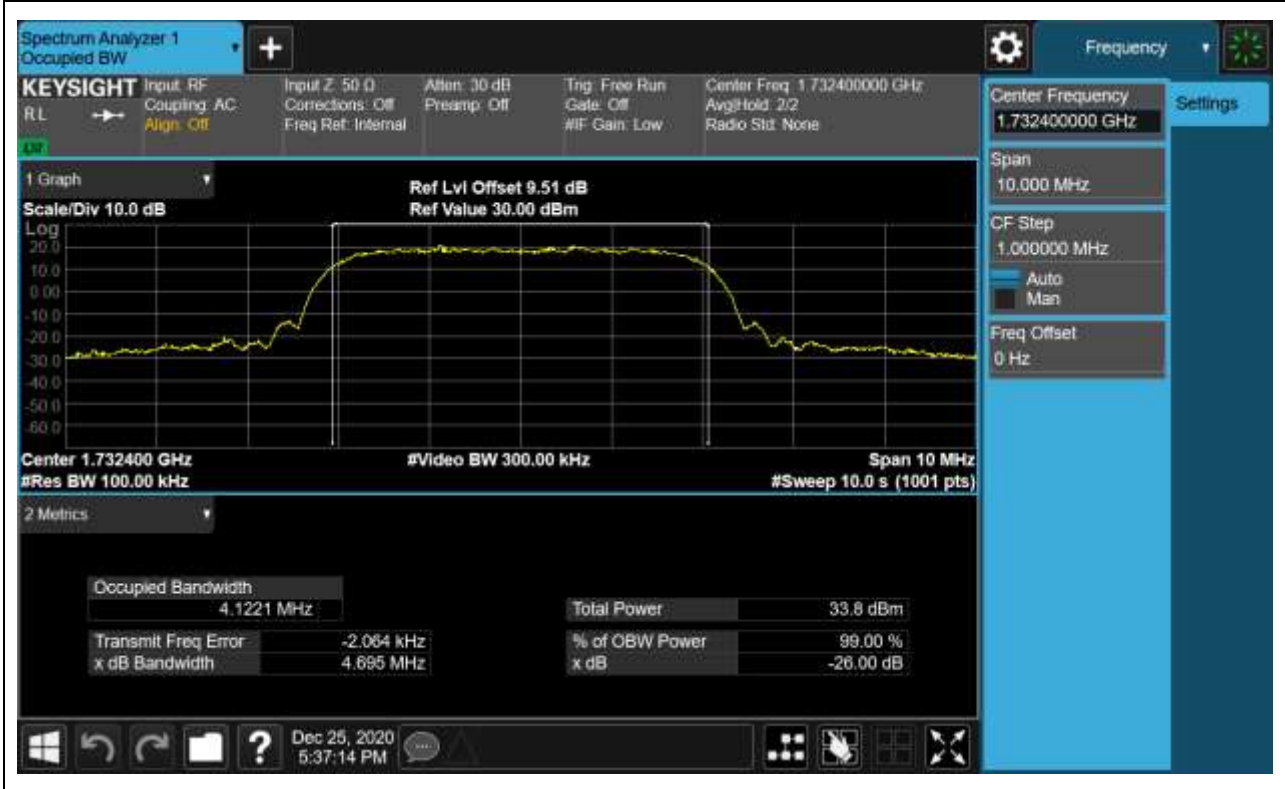 Spectrum Analyzer 1
Occupied BW
+
Frequency
KEYSIGHT
RL
Input: RF
Coupling: AC
Align: Off
Input Z: 50 Ω
Corrections: Off
Freq Ref: Internal
Atten: 30 dB
Preamp: Off
Trig: Free Run
Gate: Off
#IF Gain: Low
Center Freq: 1.732400000 GHz
Avg|Hold: 2/2
Radio Std: None
Center Frequency
1.732400000 GHz
Settings
Span
10.000 MHz
CF Step
1.000000 MHz
Auto
Man
Freq Offset
0 Hz
1 Graph
Scale/Div 10.0 dB
Ref Lvl Offset 9.51 dB
Ref Value 30.00 dBm
Log
20.0
10.0
0.00
-10.0
-20.0
-30.0
-40.0
-50.0
-60.0
Center 1.732400 GHz
#Video BW 300.00 kHz
Span 10 MHz
#Res BW 100.00 kHz
#Sweep 10.0 s (1001 pts)
2 Metrics
Occupied Bandwidth
4.1221 MHz
Total Power 33.8 dBm
Transmit Freq Error -2.064 kHz
% of OBW Power 99.00 %
x dB Bandwidth 4.695 MHz
x dB -26.00 dB
?
Dec 25, 2020
5:37:14 PM